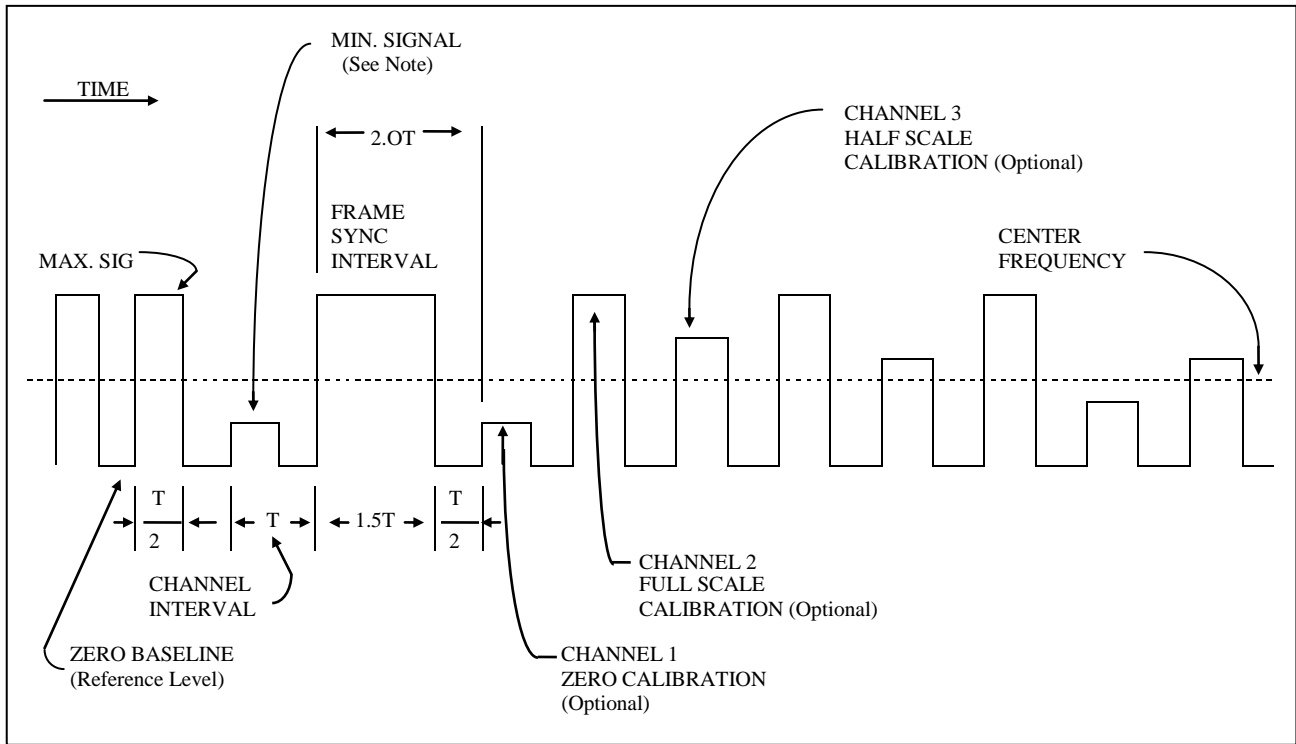 MIN. SIGNAL
(See Note)
TIME
2.OT
CHANNEL 3
HALF SCALE
CALIBRATION (Optional)
FRAME
SYNC
INTERVAL
CENTER
FREQUENCY
MAX. SIG
T
2
T
1.5T
T
2
CHANNEL
INTERVAL
CHANNEL 2
FULL SCALE
CALIBRATION (Optional)
ZERO BASELINE
(Reference Level)
CHANNEL 1
ZERO CALIBRATION
(Optional)